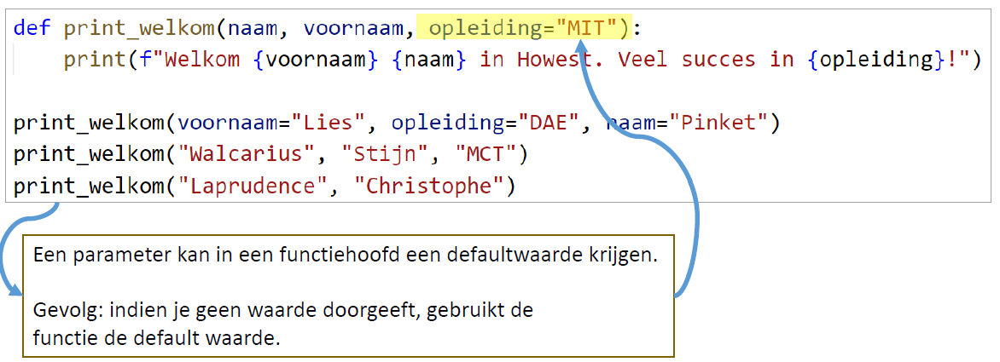 def print_welkom(naam, voornaam, opleiding="MIT"):
print(f"Welkom {voornaam} {naam} in Howest. Veel succes in {opleiding}!")
print_welkom(voornaam="Lies", opleiding="DAE", naam="Pinket")
print_welkom("Walcarius", "Stijn", "MCT")
print_welkom("Laprudence", "Christophe")
Een parameter kan in een functiehoofd een defaultwaarde krijgen.
Gevolg: indien je geen waarde doorgeeft, gebruikt de
functie de default waarde.